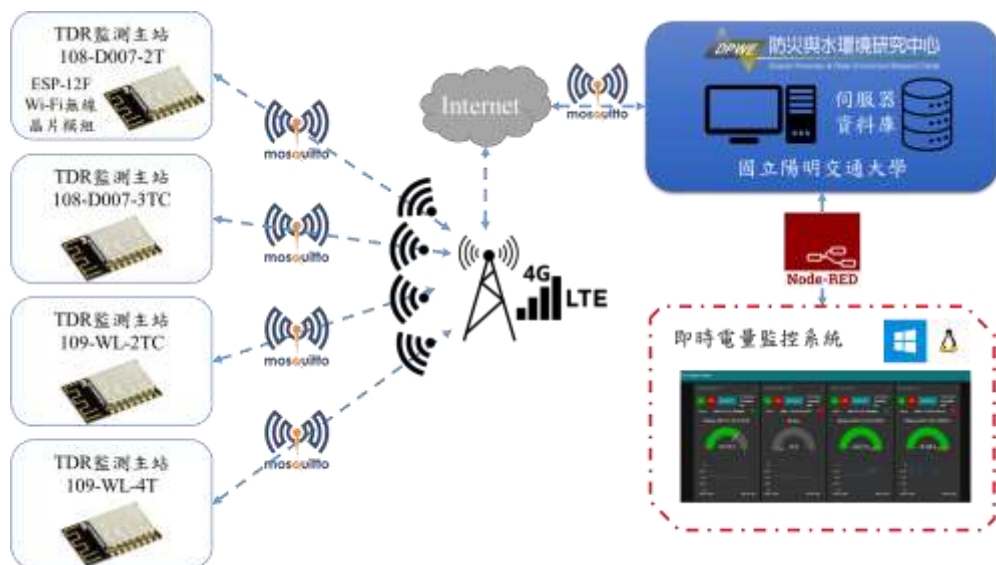 TDR監測主站
108-D007-2T
ESP-12F
Wi-Fi無線
晶片模組
TDR監測主站
108-D007-3TC
TDR監測主站
109-WL-2TC
TDR監測主站
109-WL-4T
mosquitto
mosquitto
mosquitto
mosquitto
Internet
mosquitto
4G
LTE
DPWE 防災與水環境研究中心
伺服器
資料庫
國立陽明交通大學
Node-RED
即時電量監控系統